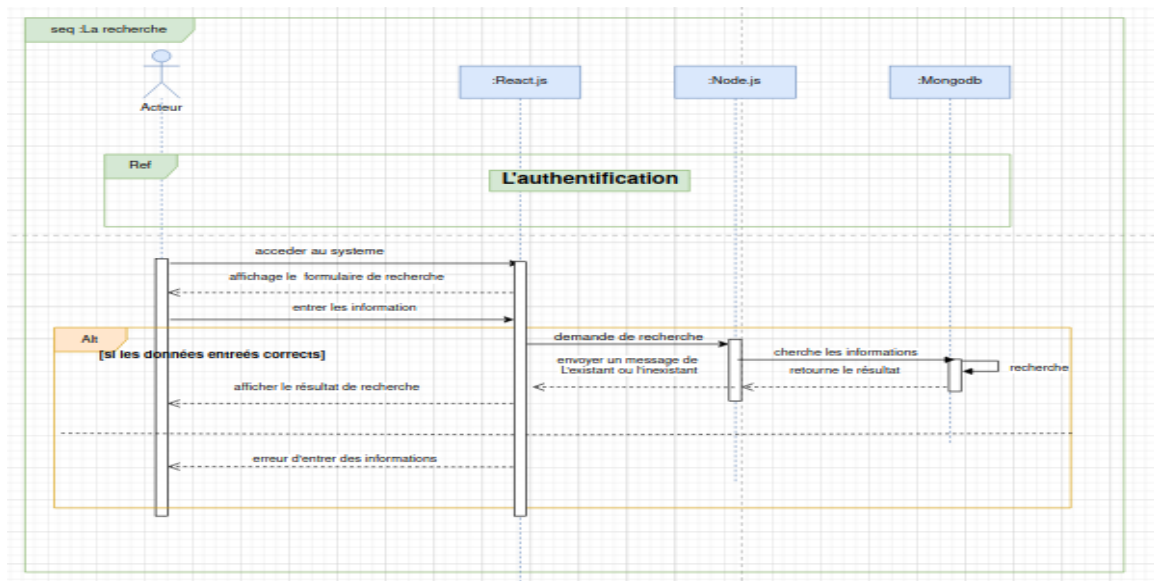 seq :La recherche
Acteur
:React.js
:Node.js
:Mongodb
Ref
L'authentification
acceder au systeme
affichage le formulaire de recherche
entrer les information
Alt
[si les données entreés corrects]
demande de recherche
cherche les informations
envoyer un message de
L'existant ou l'inexistant
retourne le résultat
recherche
afficher le résultat de recherche
erreur d'entrer des informations